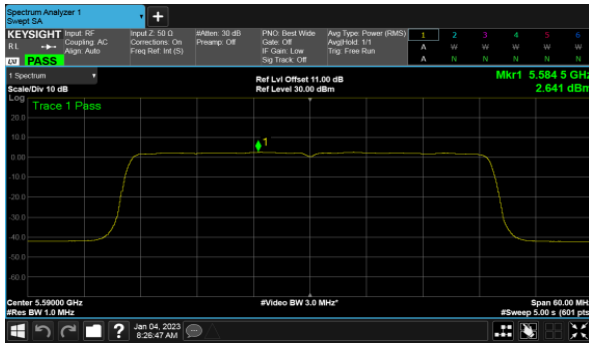 Spectrum Analyzer 1
Swept SA
+
KEYSIGHT Input: RF Input Z: 50 Ω #Atten: 30 dB PNO: Best Wide Avg Type: Power (RMS) 1 2 3 4 5 6
R L Coupling: AC Corrections: On Preamp: Off Gate: Off Avg|Hold: 1/1 A W W W W W
Align: Auto Freq Ref: Int (S) IF Gain: Low Trig: Free Run
LXI PASS Sig Track: Off A N N N N N
1 Spectrum Ref Lvl Offset 11.00 dB Mkr1 5.584 5 GHz
Scale/Div 10 dB Ref Level 30.00 dBm 2.641 dBm
Log
Trace 1 Pass
20.0
10.0
1
0.00
-10.0
-20.0
-30.0
-40.0
-50.0
-60.0
Center 5.59000 GHz #Video BW 3.0 MHz* Span 60.00 MHz
#Res BW 1.0 MHz #Sweep 5.00 s (601 pts)
? Jan 04, 2023
8:26:47 AM